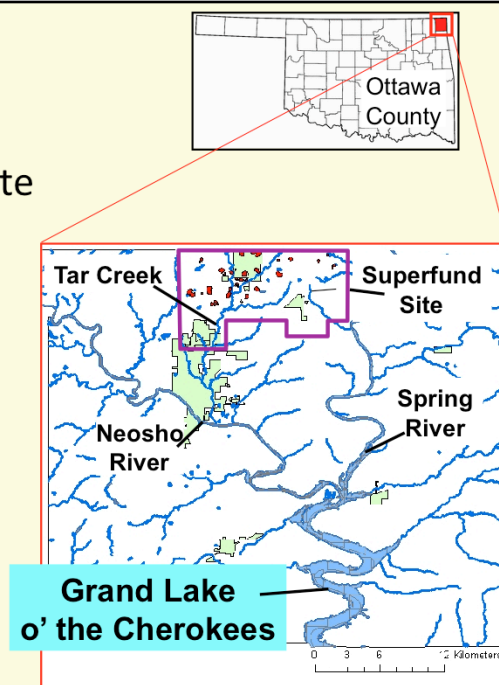 Ottawa
County
te
Tar Creek
Superfund
Site
Neosho
River
Spring
River
Grand Lake
o' the Cherokees
0 3 6 12 Kilometers